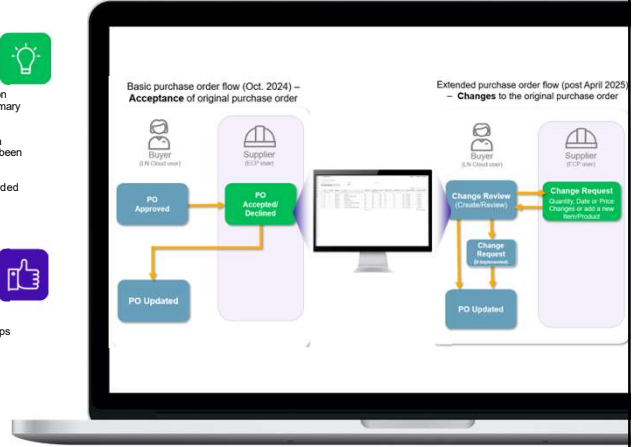 on
mary
a
been
ded
ps
Basic purchase order flow (Oct. 2024) –
Acceptance of original purchase order
Buyer
(LN Cloud user)
Supplier
(ECP user)
PO
Approved
PO
Accepted/
Declined
PO Updated
Extended purchase order flow (post April 2025)
– Changes to the original purchase order
Buyer
(LN Cloud user)
Supplier
(ECP user)
Change Review
(Create/Review)
Change Request
Quantity, Date or Price
Changes or add a new
Item/Product
Change
Request
(if implemented)
PO Updated